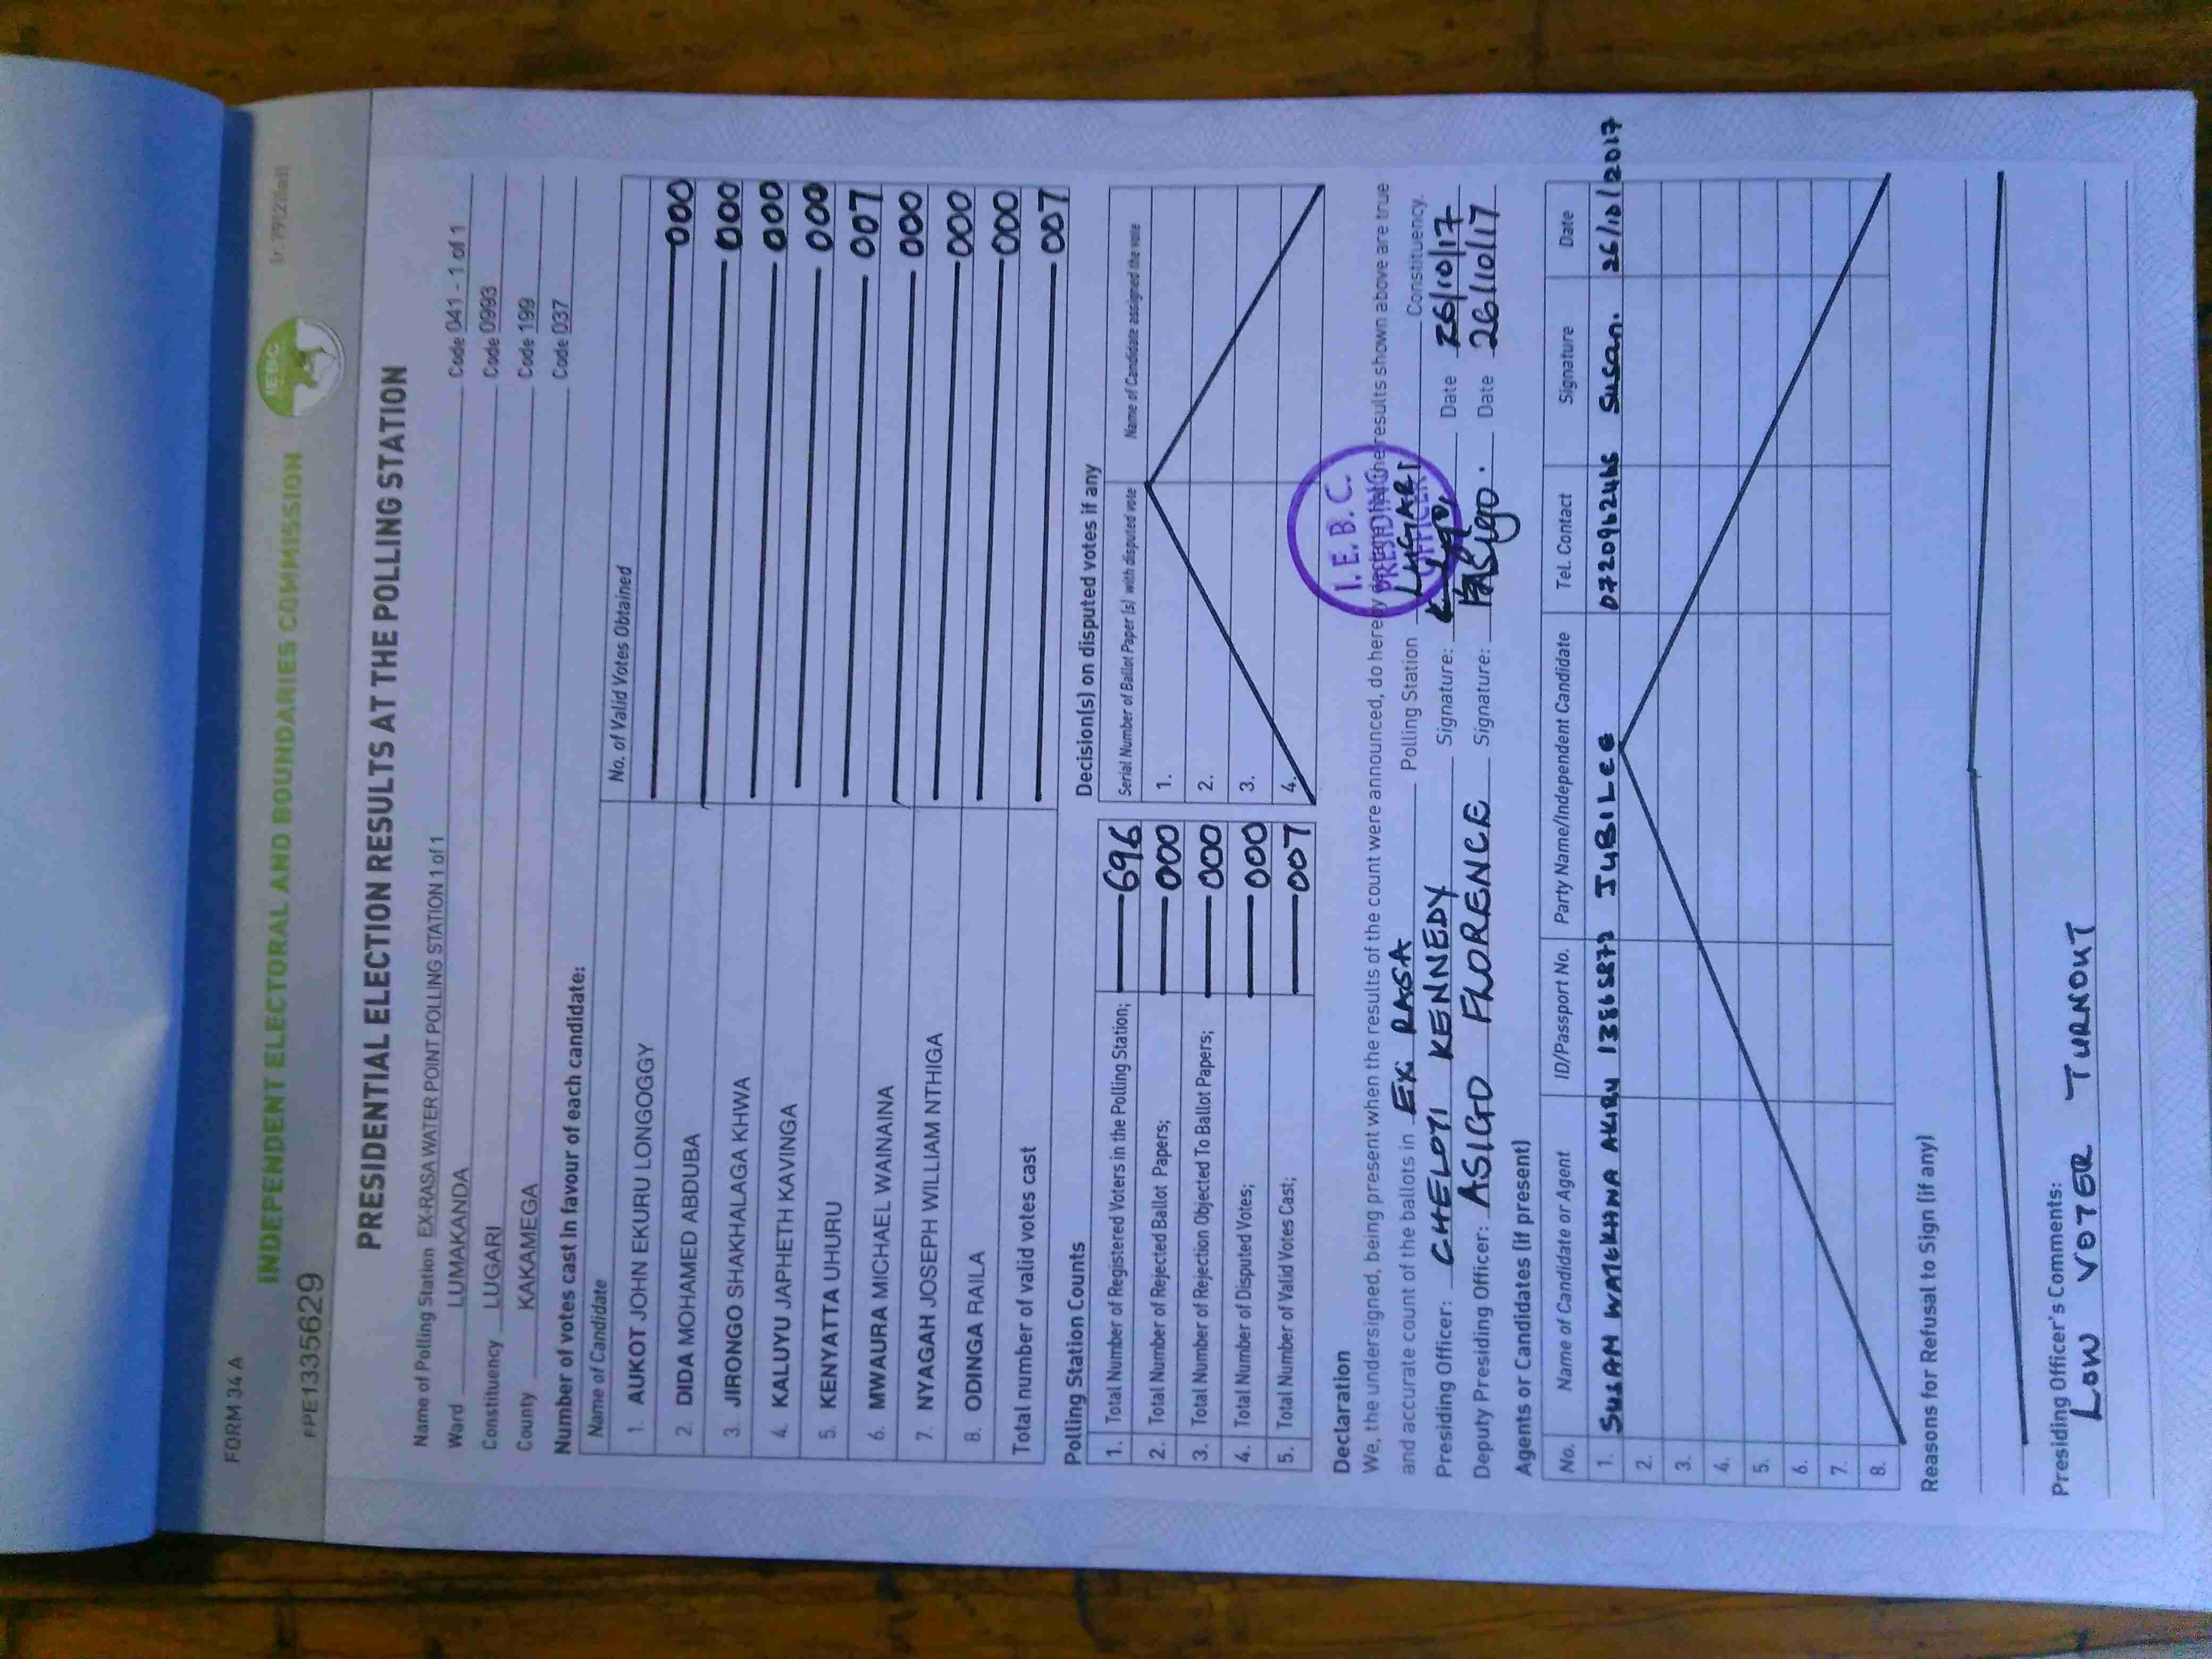 FORM 34 A
(r. 79(2)(a))
INDEPENDENT ELECTORAL AND BOUNDARIES COMMISSION
IEBC
PPE1335629
PRESIDENTIAL ELECTION RESULTS AT THE POLLING STATION
Name of Polling Station EX-RASA WATER POINT POLLING STATION 1 of 1 Code 041 - 1 of 1
Ward LUMAKANDA Code 0993
Constituency LUGARI Code 199
County KAKAMEGA Code 037
Number of votes cast in favour of each candidate:
Name of Candidate No. of Valid Votes Obtained
1. AUKOT JOHN EKURU LONGOGGY 000
2. DIDA MOHAMED ABDUBA 000
3. JIRONGO SHAKHALAGA KHWA 000
4. KALUYU JAPHETH KAVINGA 000
5. KENYATTA UHURU 007
6. MWAURA MICHAEL WAINAINA 000
7. NYAGAH JOSEPH WILLIAM NTHIGA 000
8. ODINGA RAILA 000
Total number of valid votes cast 007
Polling Station Counts
1. Total Number of Registered Voters in the Polling Station; 696
2. Total Number of Rejected Ballot Papers; 000
3. Total Number of Rejection Objected To Ballot Papers; 000
4. Total Number of Disputed Votes; 000
5. Total Number of Valid Votes Cast; 007
Decision(s) on disputed votes if any
Serial Number of Ballot Paper (s) with disputed vote Name of Candidate assigned the vote
1.
2.
3.
4.
Declaration
We, the undersigned, being present when the results of the count were announced, do hereby declare that the results shown above are true
and accurate count of the ballots in EX RASA Polling Station LUGARI Constituency.
I.E.B.C. PRESIDING OFFICER
Presiding Officer: CHELOTI KENNEDY Signature: Date 26/10/17
Deputy Presiding Officer: ASIGO FLORENCE Signature: Fasigo. Date 26/10/17
Agents or Candidates (if present)
No. Name of Candidate or Agent ID/Passport No. Party Name/Independent Candidate Tel. Contact Signature Date
1. SUSAN JUBILEE Susan. 26/10/2017
2.
3.
4.
5.
6.
7.
8.
Reasons for Refusal to Sign (if any)
Presiding Officer's Comments:
LOW VOTER TURNOUT